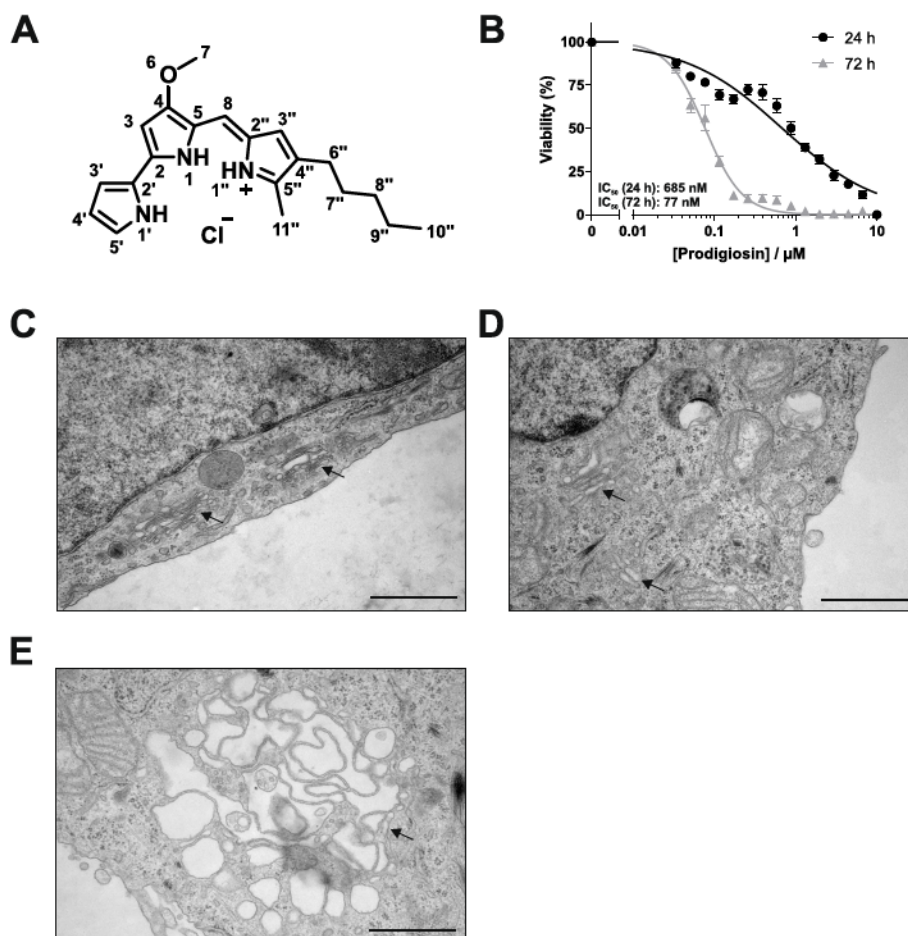 A
O
6
7
4
5
8
3
2
NH
1
2''
3''
HN
+
1''
4''
5''
6''
7''
8''
9''
10''
11''
3'
2'
4'
NH
1'
5'
Cl
−
B
24 h
72 h
Viability (%)
100
75
50
25
0
IC50 (24 h): 685 nM
IC50 (72 h): 77 nM
0 0.01 0.1 1 10
[Prodigiosin] / µM
C
D
E